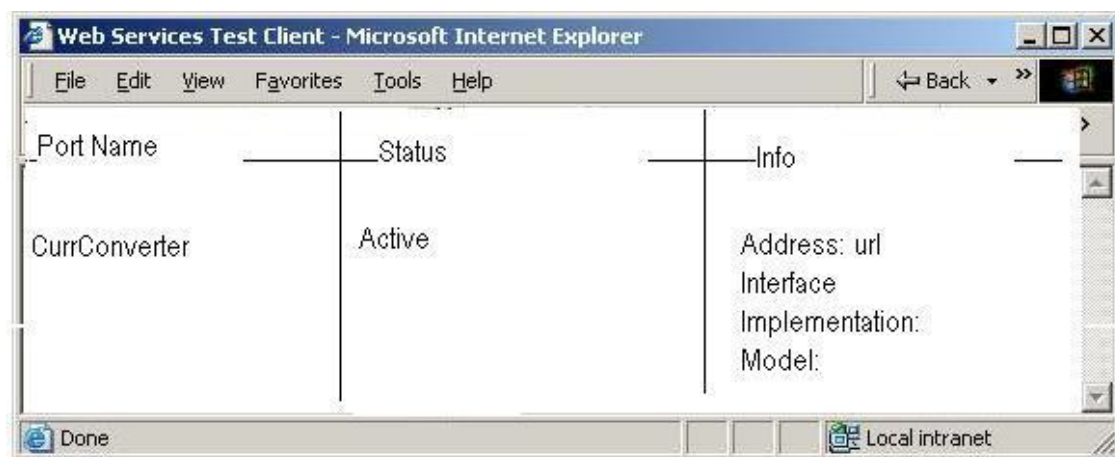 Web Services Test Client - Microsoft Internet Explorer
File Edit View Favorites Tools Help Back
Port Name Status Info
CurrConverter Active Address: url
Interface
Implementation:
Model:
Done Local intranet